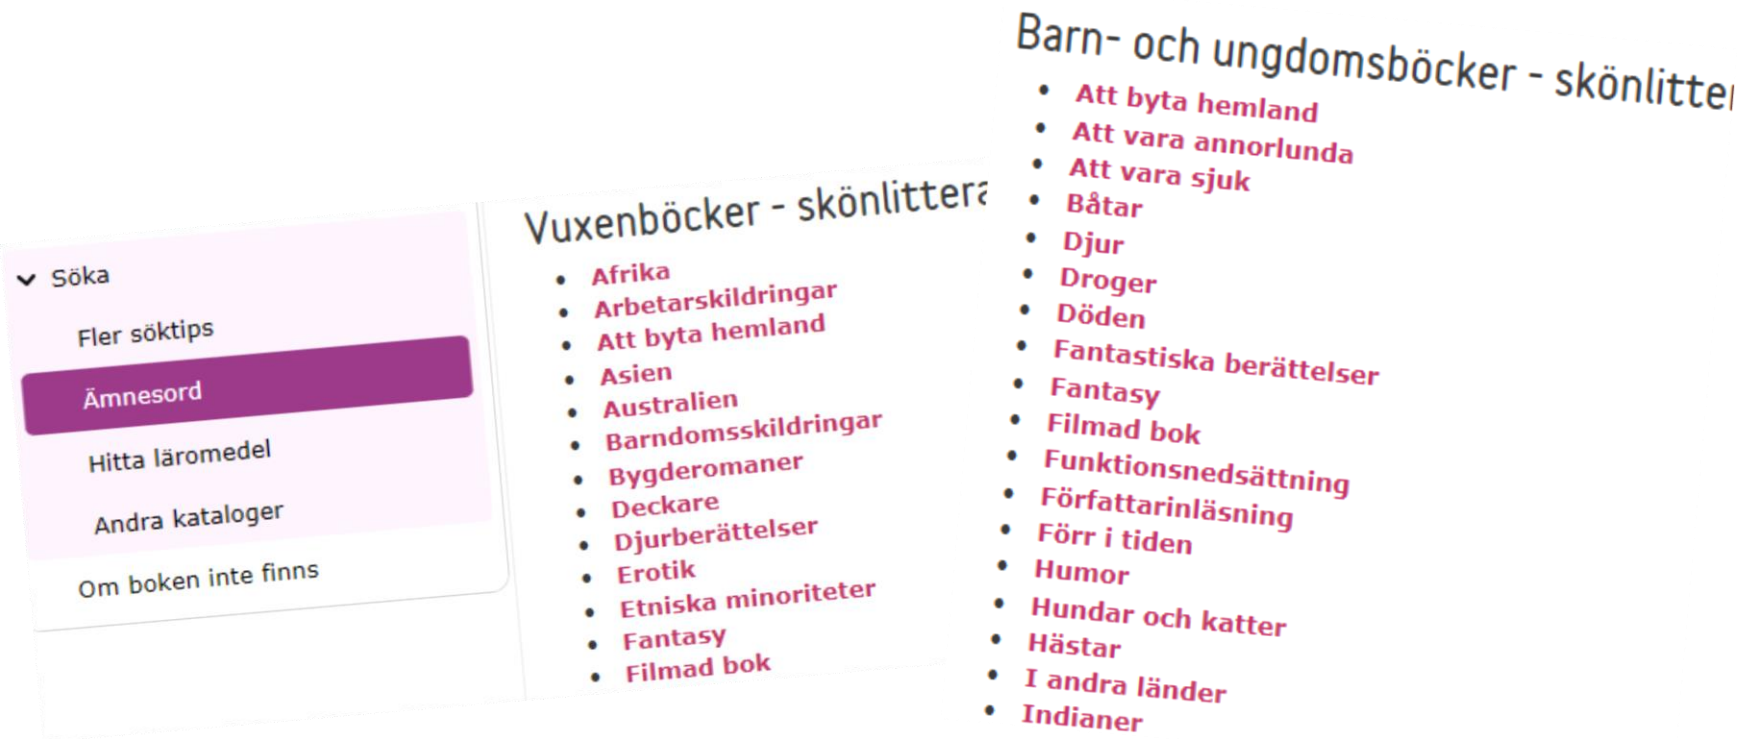 Söka
Fler söktips
Ämnesord
Hitta läromedel
Andra kataloger
Om boken inte finns
Vuxenböcker - skönlittera
Afrika
Arbetarskildringar
Att byta hemland
Asien
Australien
Barndomsskildringar
Bygderomaner
Deckare
Djurberättelser
Erotik
Etniska minoriteter
Fantasy
Filmad bok
Barn- och ungdomsböcker - skönlitter
Att byta hemland
Att vara annorlunda
Att vara sjuk
Båtar
Djur
Droger
Döden
Fantastiska berättelser
Fantasy
Filmad bok
Funktionsnedsättning
Författarinläsning
Förr i tiden
Humor
Hundar och katter
Hästar
I andra länder
Indianer